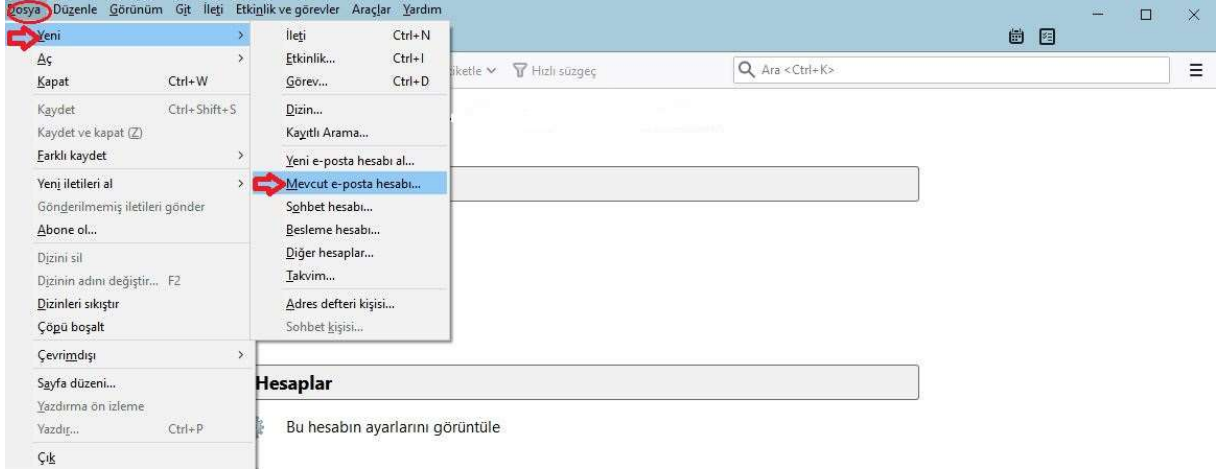 Dosya Düzenle Görünüm Git İleti Etkinlik ve görevler Araçlar Yardım
Yeni
Aç
Kapat Ctrl+W
Kaydet Ctrl+Shift+S
Kaydet ve kapat (Z)
Farklı kaydet
Yeni iletileri al
Gönderilmemiş iletileri gönder
Abone ol...
Dizini sil
Dizinin adını değiştir... F2
Dizinleri sıkıştır
Çöpü boşalt
Çevrimdışı
Sayfa düzeni...
Yazdırma ön izleme
Yazdır... Ctrl+P
Çık
İleti Ctrl+N
Etkinlik... Ctrl+I
Görev... Ctrl+D
Dizin...
Kayıtlı Arama...
Yeni e-posta hesabı al...
Mevcut e-posta hesabı...
Sohbet hesabı...
Besleme hesabı...
Diğer hesaplar...
Takvim...
Adres defteri kişisi...
Sohbet kişisi...
iketle Hızlı süzgeç Ara <Ctrl+K>
Hesaplar
Bu hesabın ayarlarını görüntüle